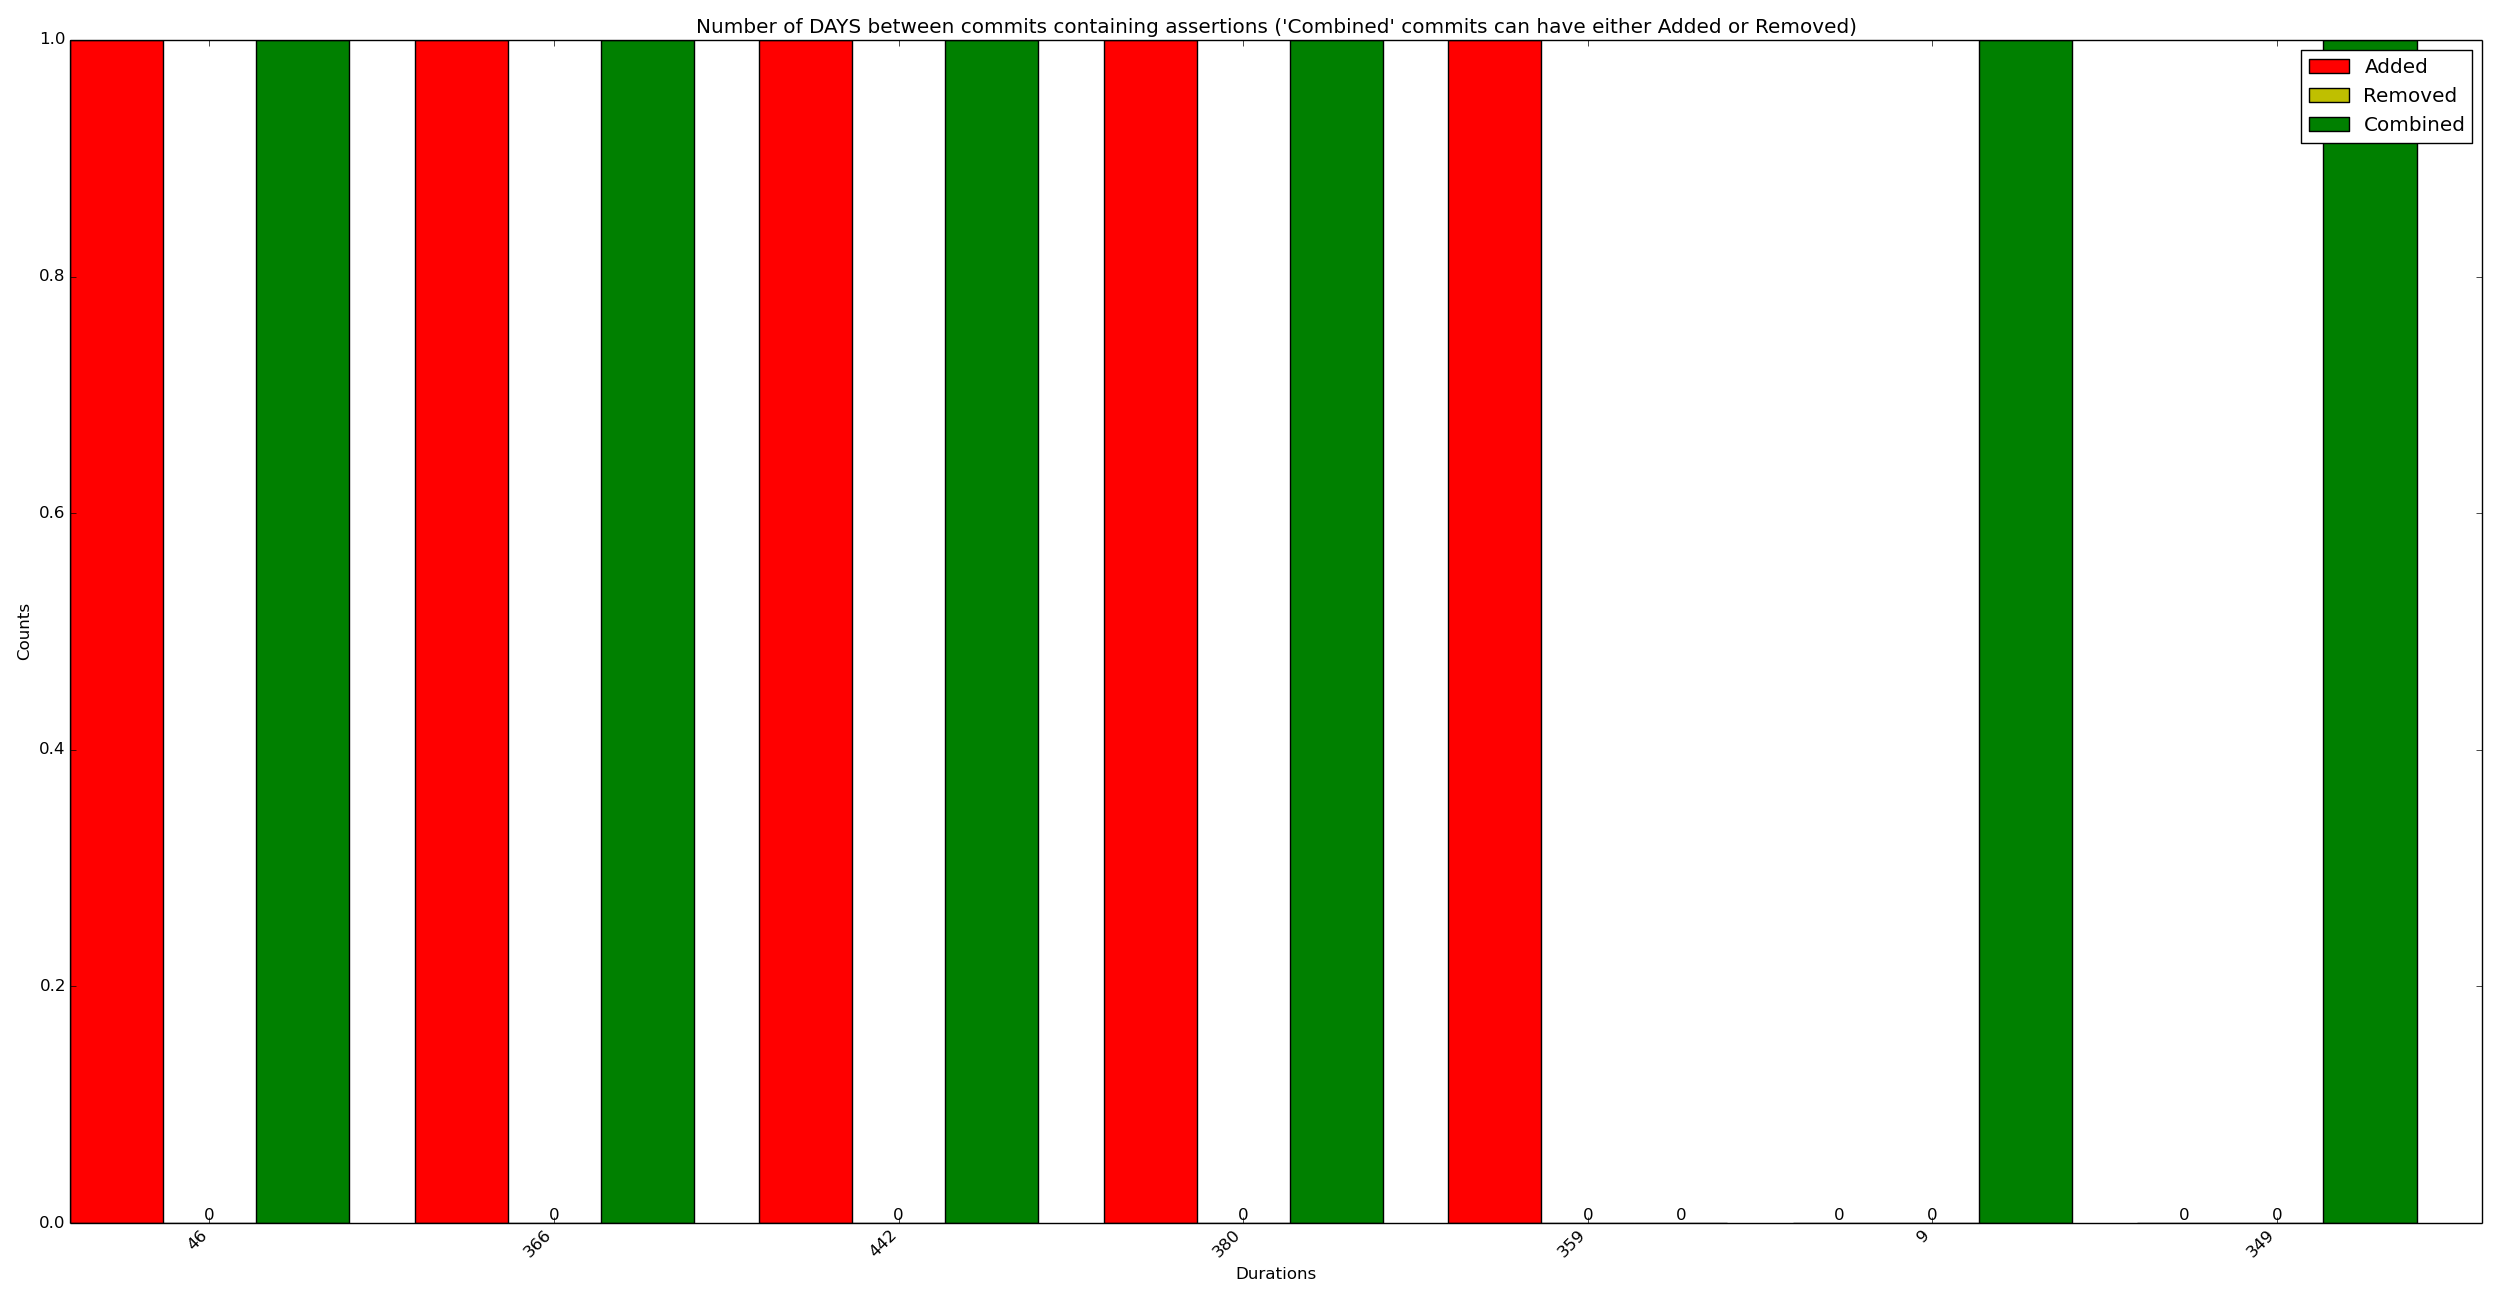 Number of DAYS between commits containing assertions ('Combined' commits can have either Added or Removed)
1.0
0.8
0.6
0.4
0.2
0.0
Counts
Added
Removed
Combined
0 0 0 0 0 0 0 0 0 0
46 366 442 380 359 9 349
Durations